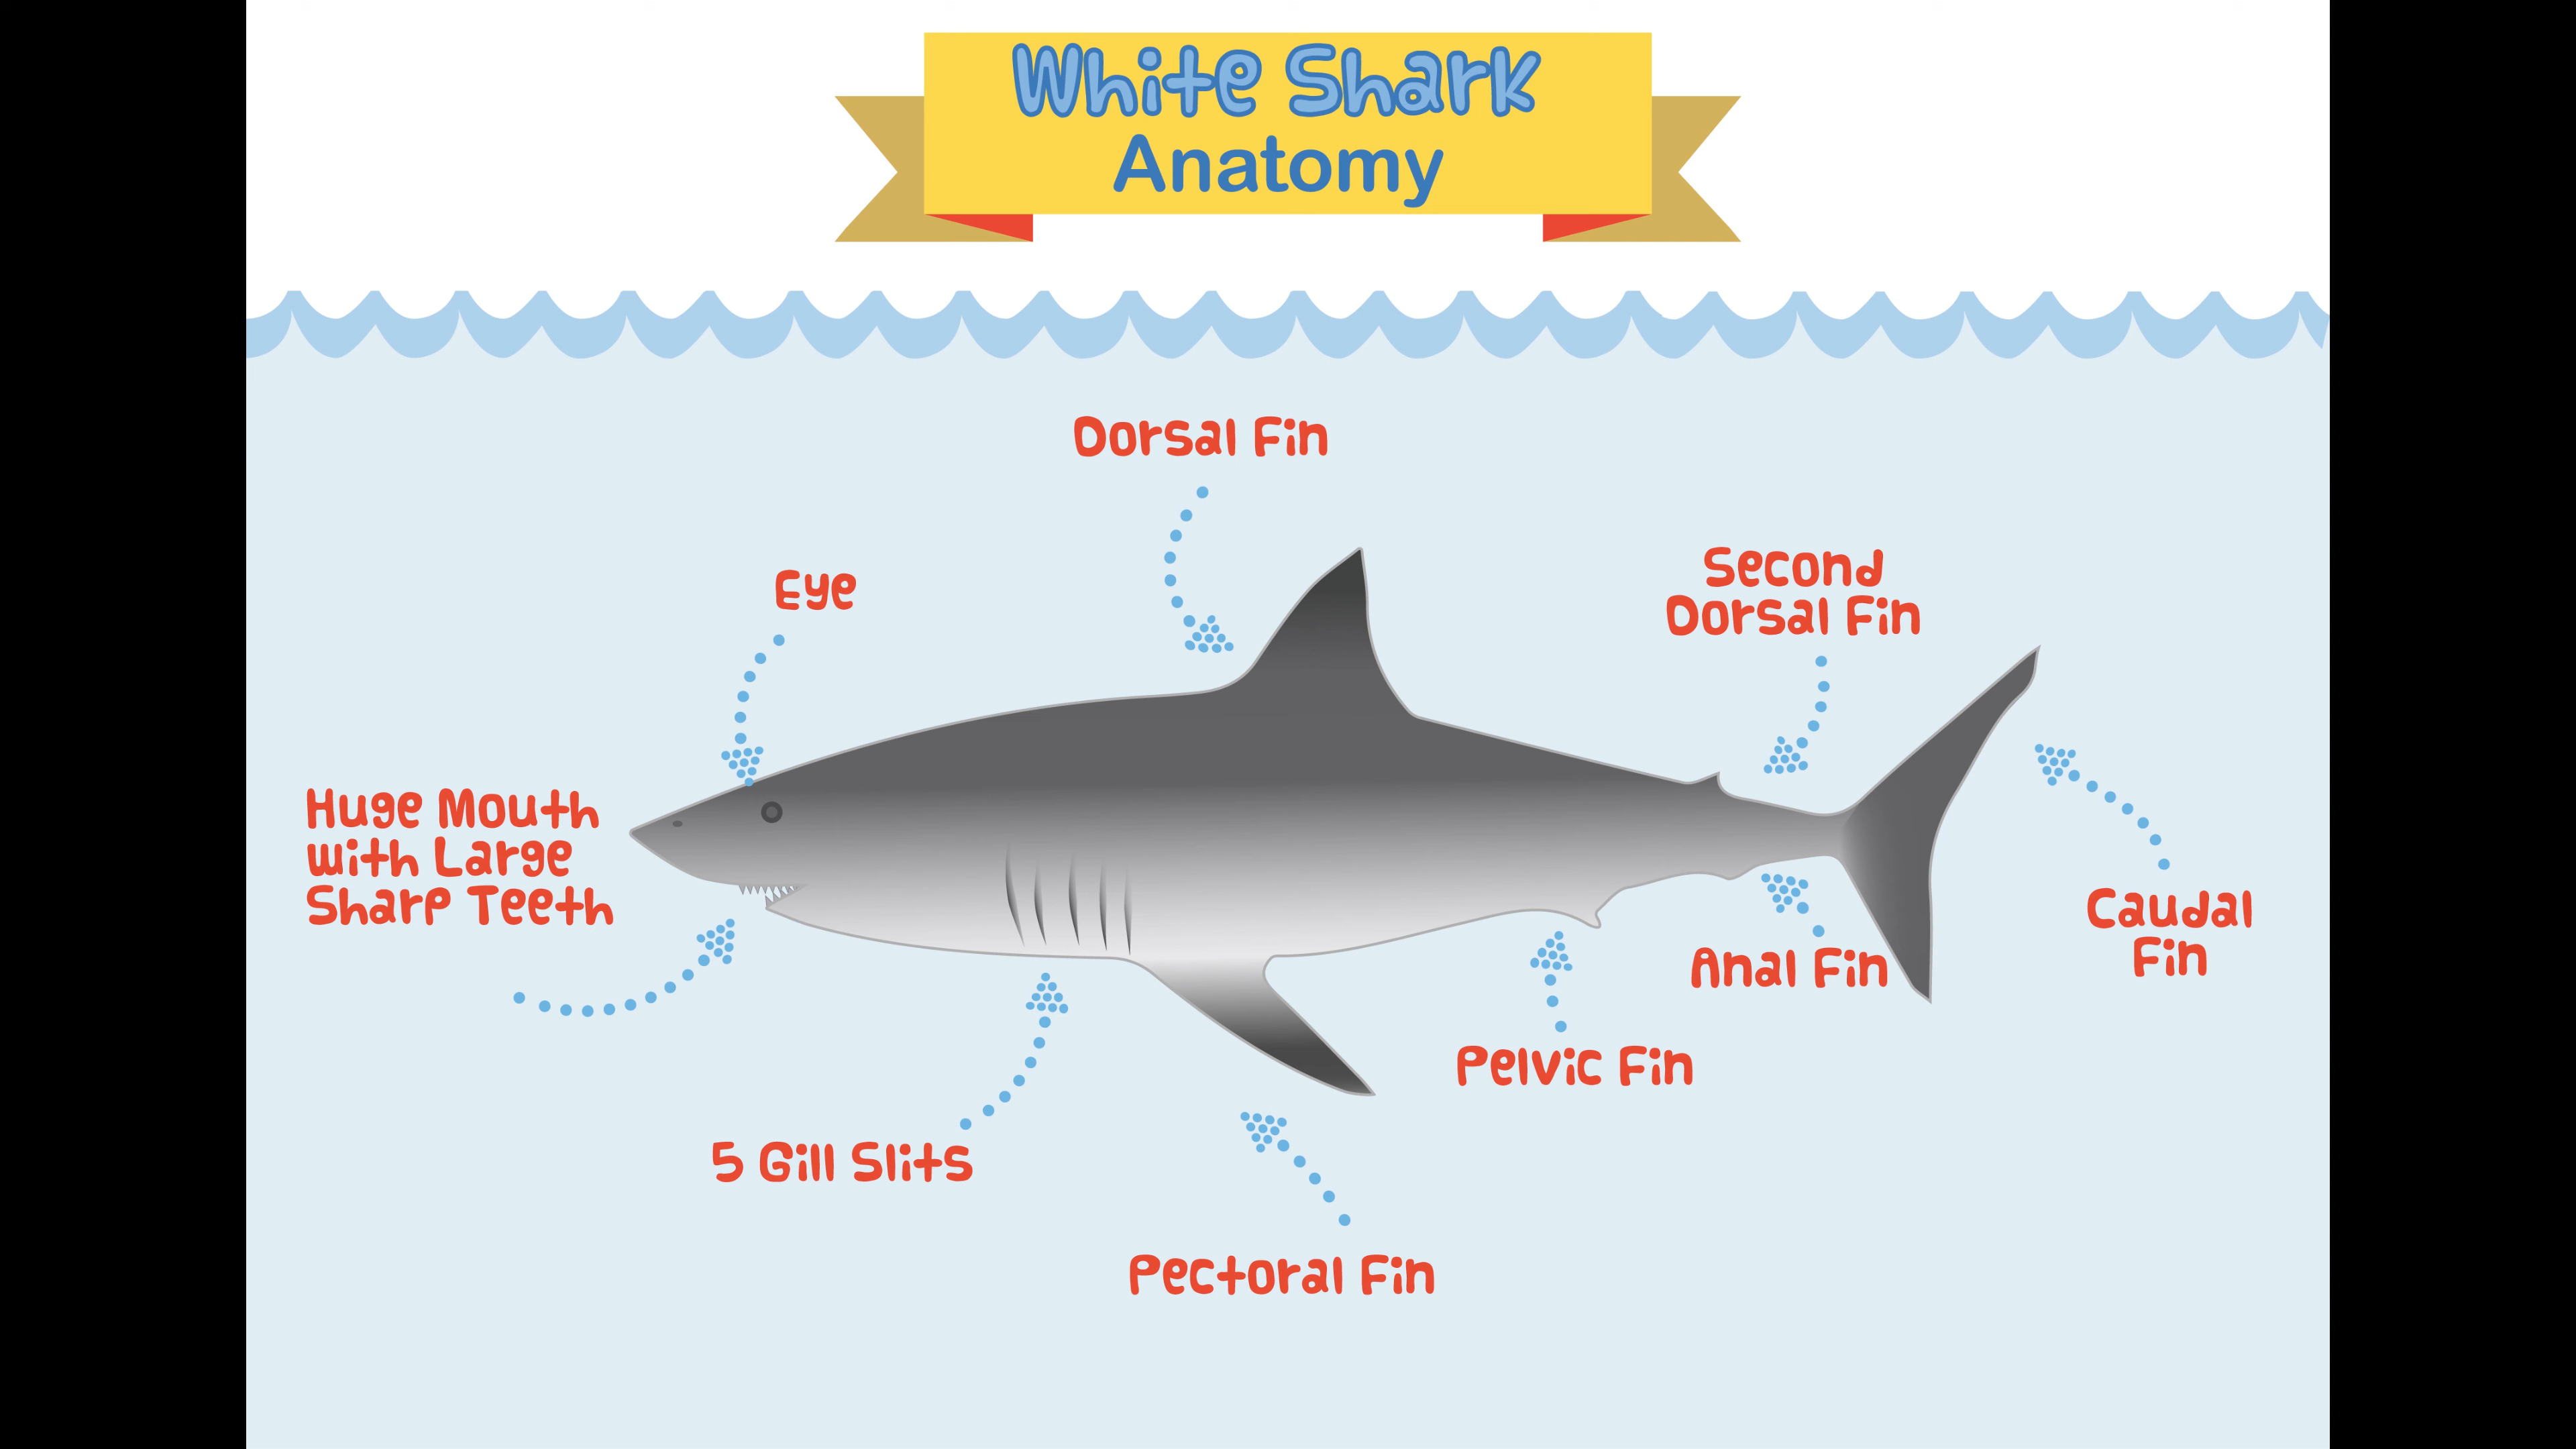 White Shark
Anatomy
Dorsal Fin
Eye
Second
Dorsal Fin
Huge Mouth
with Large
Sharp Teeth
Caudal
Fin
Anal Fin
Pelvic Fin
5 Gill Slits
Pectoral Fin